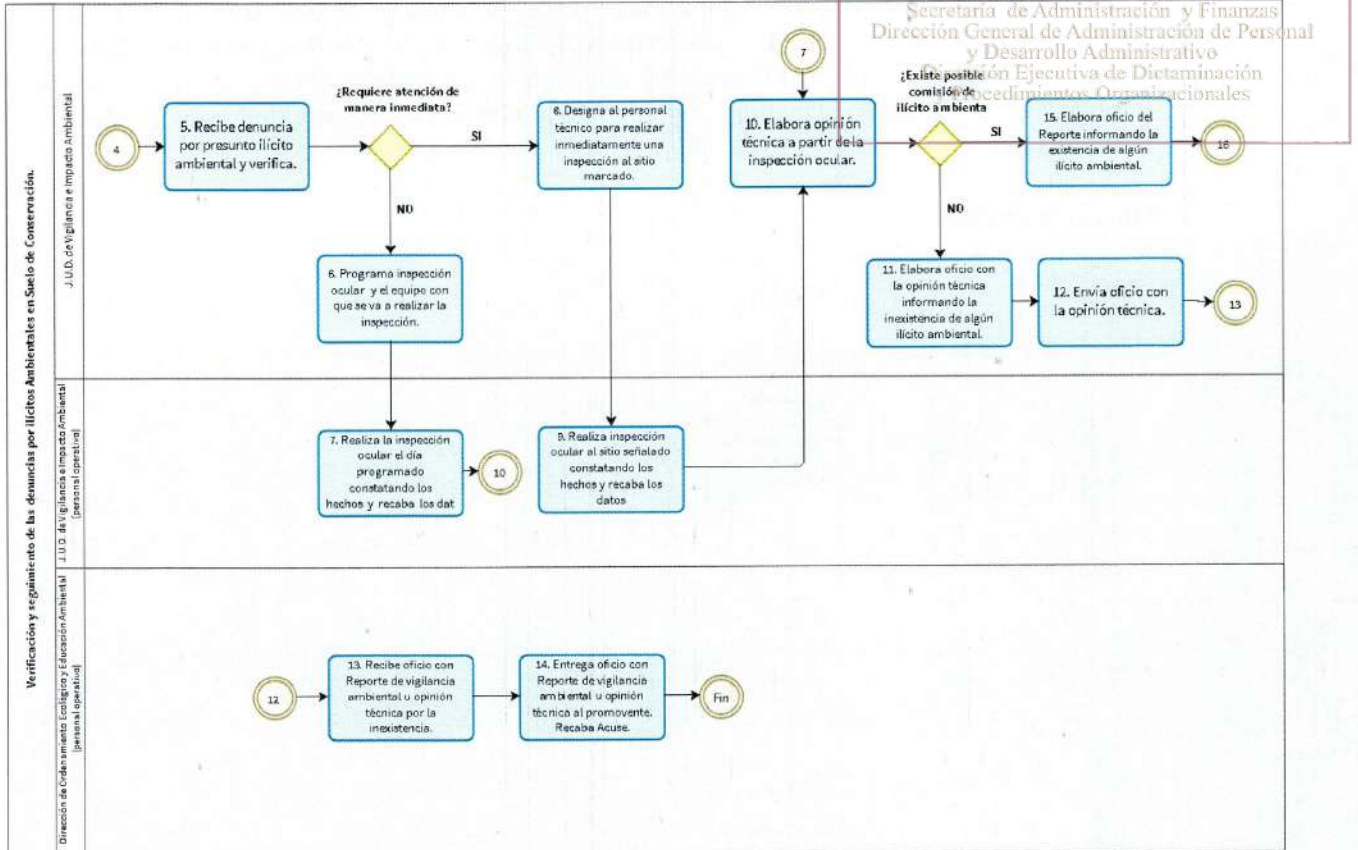 Secretaría de Administración y Finanzas
Dirección General de Administración de Personal
y Desarrollo Administrativo
Ejecutiva de Dictaminación
Procedimientos Organizacionales
Verificación y seguimiento de las denuncias por ilícitos Ambientales en Suelo de Conservación.
J.U.D. de Vigilancia e Impacto Ambiental
4
5. Recibe denuncia
por presunto ilícito
ambiental y verifica.
¿Requiere atención de
manera inmediata?
SI
NO
8. Designa al personal
técnico para realizar
inmediatamente una
inspección al sitio
marcado.
6. Programa inspección
ocular y el equipo con
que se va a realizar la
inspección.
7
10. Elabora opinión
técnica a partir de la
inspección ocular.
¿Existe posible
comisión de
ilícito ambienta
SI
NO
15. Elabora oficio del
Reporte informando la
existencia de algún
ilícito ambiental.
16
11. Elabora oficio con
la opinión técnica
informando la
inexistencia de algún
ilícito ambiental.
12. Envía oficio con
la opinión técnica.
13
J.U.D. de Vigilancia e Impacto Ambiental
(personal operativo)
7. Realiza la inspección
ocular el día
programado
constatando los
hechos y recaba los dat
10
9. Realiza inspección
ocular al sitio señalado
constatando los
hechos y recaba los
datos
Dirección de Ordenamiento Ecológico y Educación Ambiental
(personal operativo)
12
13. Recibe oficio con
Reporte de vigilancia
ambiental u opinión
técnica por la
inexistencia.
14. Entrega oficio con
Reporte de vigilancia
ambiental u opinión
técnica al promovente.
Recaba Acuse.
Fin